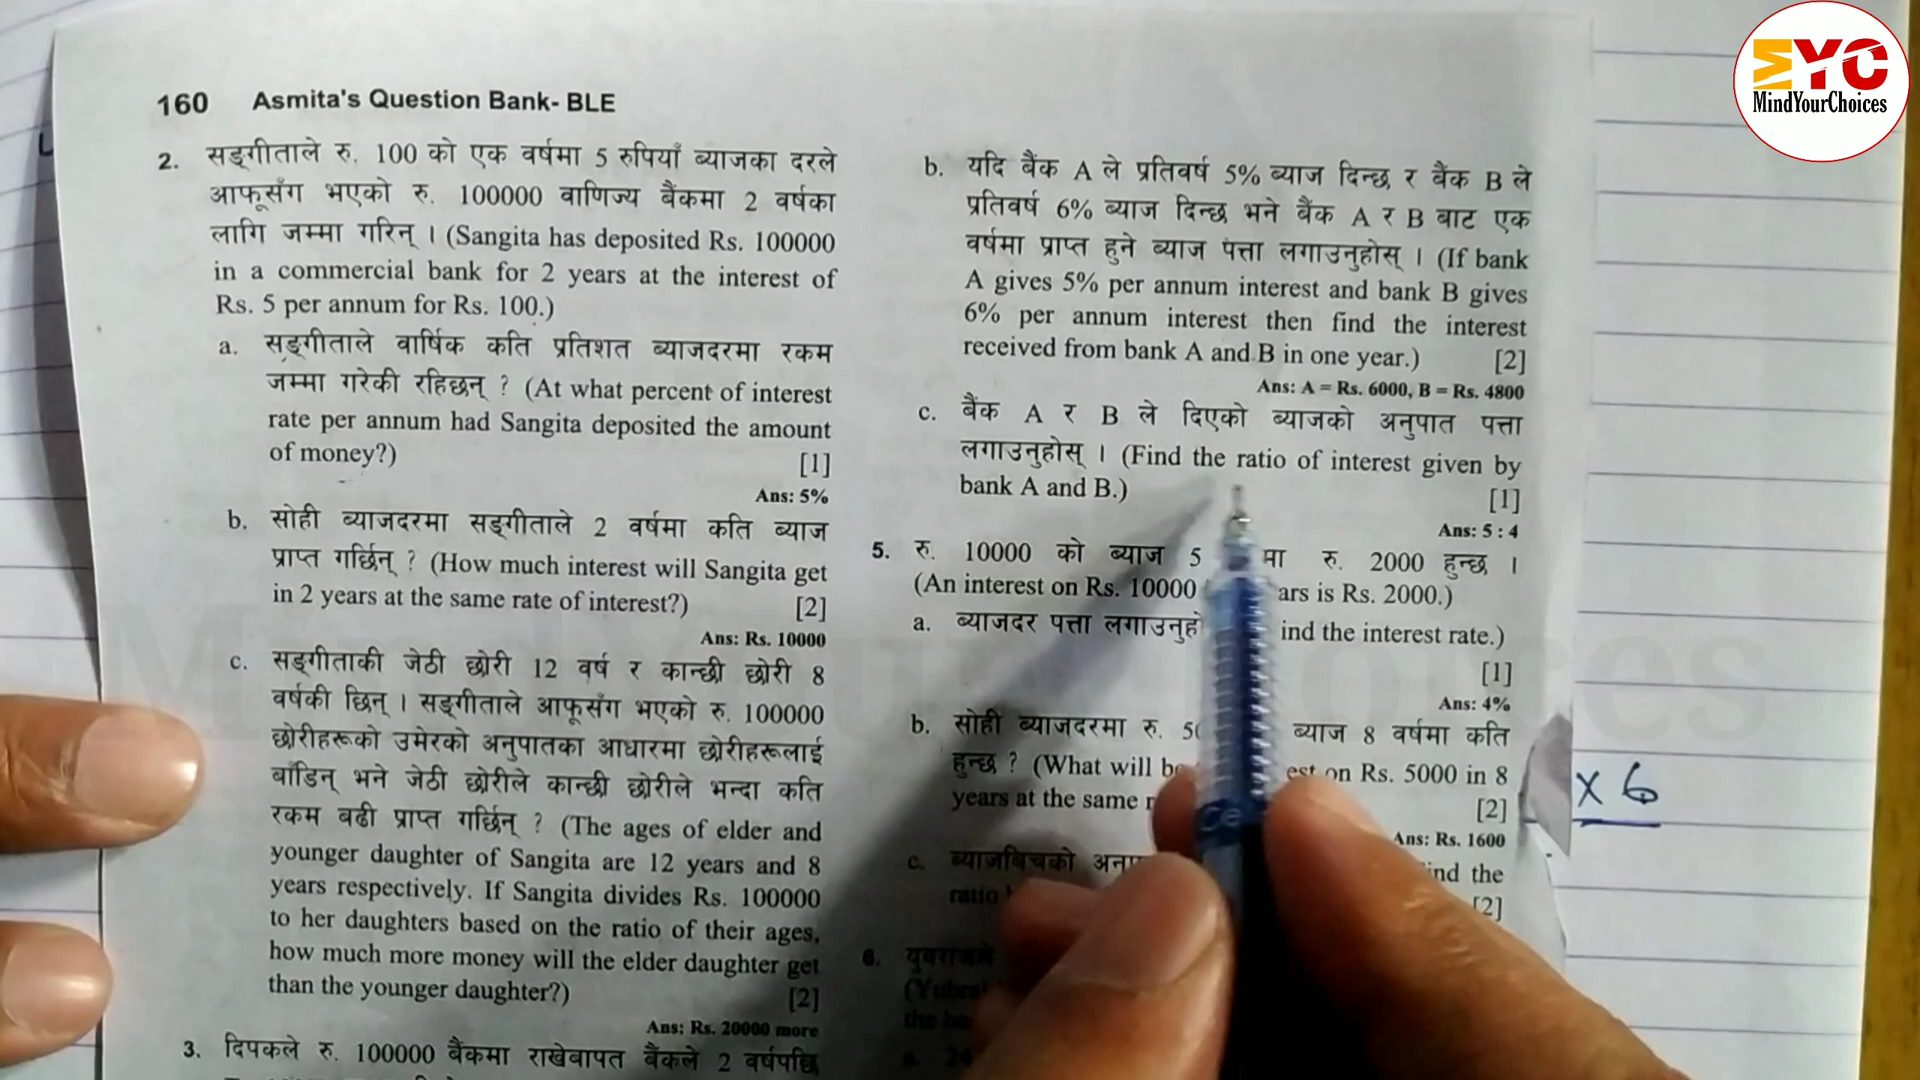 MYC
MindYourChoices
160 Asmita's Question Bank- BLE
2. सङ्गीताले रु. 100 को एक वर्षमा 5 रुपियाँ ब्याजका दरले
आफूसँग भएको रु. 100000 वाणिज्य बैंकमा 2 वर्षका
लागि जम्मा गरिन् । (Sangita has deposited Rs. 100000
in a commercial bank for 2 years at the interest of
Rs. 5 per annum for Rs. 100.)
a. सङ्गीताले वार्षिक कति प्रतिशत ब्याजदरमा रकम
जम्मा गरेकी रहिछन् ? (At what percent of interest
rate per annum had Sangita deposited the amount
of money?) [1]
Ans: 5%
b. सोही ब्याजदरमा सङ्गीताले 2 वर्षमा कति ब्याज
प्राप्त गर्छिन् ? (How much interest will Sangita get
in 2 years at the same rate of interest?) [2]
Ans: Rs. 10000
c. सङ्गीताकी जेठी छोरी 12 वर्ष र कान्छी छोरी 8
वर्षकी छिन् । सङ्गीताले आफूसँग भएको रु. 100000
छोरीहरूको उमेरको अनुपातका आधारमा छोरीहरूलाई
बाँडिन् भने जेठी छोरीले कान्छी छोरीले भन्दा कति
रकम बढी प्राप्त गर्छिन् ? (The ages of elder and
younger daughter of Sangita are 12 years and 8
years respectively. If Sangita divides Rs. 100000
to her daughters based on the ratio of their ages,
how much more money will the elder daughter get
than the younger daughter?) [2]
Ans: Rs. 20000 more
3. दिपकले रु. 100000 बैंकमा राखेबापत बैंकले 2 वर्षपछि
b. यदि बैंक A ले प्रतिवर्ष 5% ब्याज दिन्छ र बैंक B ले
प्रतिवर्ष 6% ब्याज दिन्छ भने बैंक A र B बाट एक
वर्षमा प्राप्त हुने ब्याज पत्ता लगाउनुहोस् । (If bank
A gives 5% per annum interest and bank B gives
6% per annum interest then find the interest
received from bank A and B in one year.) [2]
Ans: A = Rs. 6000, B = Rs. 4800
c. बैंक A र B ले दिएको ब्याजको अनुपात पत्ता
लगाउनुहोस् । (Find the ratio of interest given by
bank A and B.) [1]
Ans: 5 : 4
5. रु. 10000 को ब्याज 5 मा रु. 2000 हुन्छ ।
(An interest on Rs. 10000 is Rs. 2000.)
a. ब्याजदर पत्ता the interest rate.)
[1]
Ans: 4%
b. सोही ब्याजदरमा रु. ब्याज 8 वर्षमा कति
हुन्छ ? (What will on Rs. 5000 in 8
years at the same [2]
Ans: Rs. 1600
c. ब्याजबिचको the
ratio [2]
6. युवराजले
a. 24
x 6